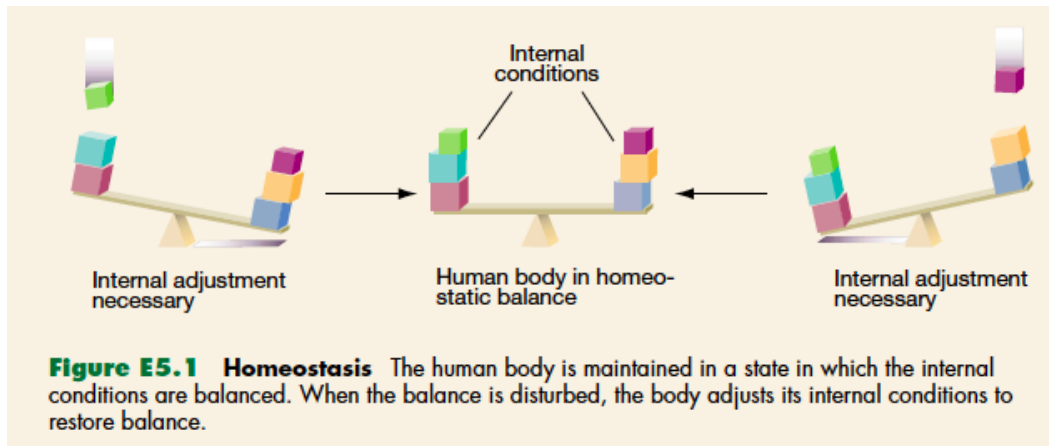 Internal
conditions
Internal adjustment
necessary
Human body in homeo-
static balance
Internal adjustment
necessary
Figure E5.1 Homeostasis The human body is maintained in a state in which the internal
conditions are balanced. When the balance is disturbed, the body adjusts its internal conditions to
restore balance.